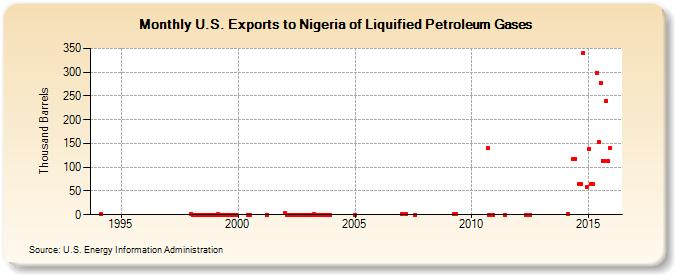 Monthly U.S. Exports to Nigeria of Liquified Petroleum Gases
Thousand Barrels
350
300
250
200
150
100
50
0
1995 2000 2005 2010 2015
Source: U.S. Energy Information Administration